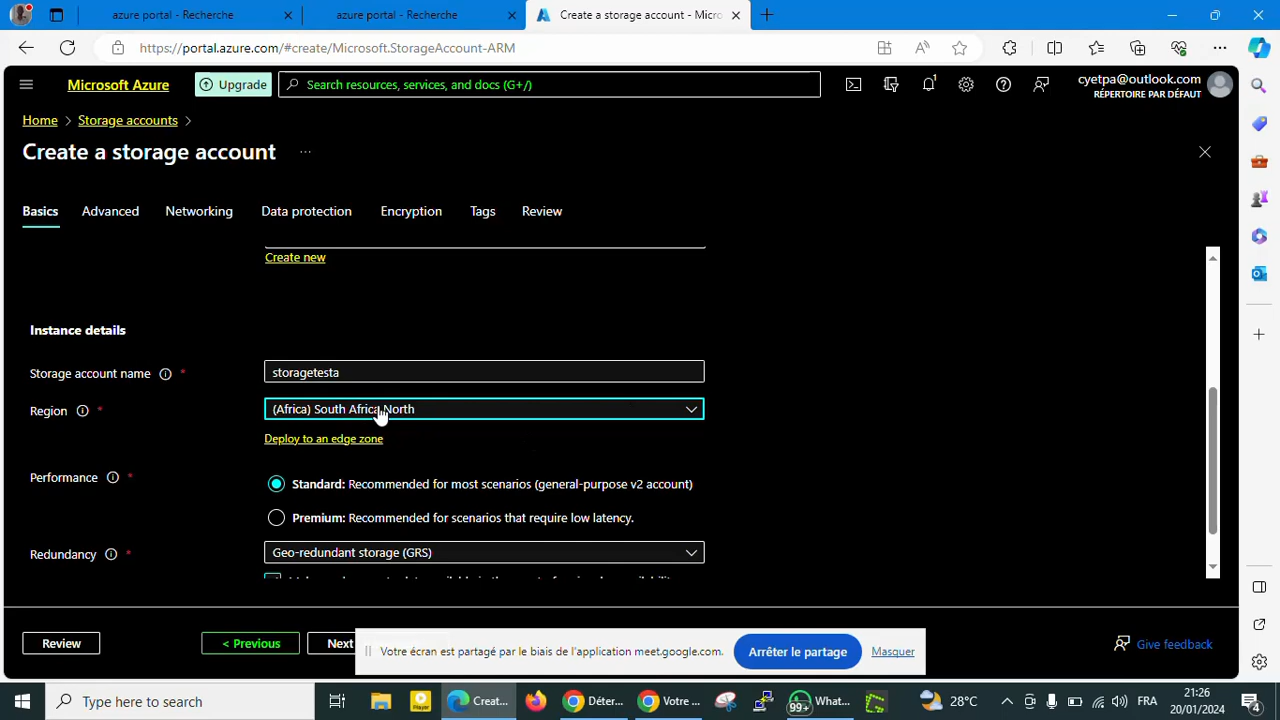 azure portal - Recherche
azure portal - Recherche
Create a storage account - Micro
https://portal.azure.com/#create/Microsoft.StorageAccount-ARM
Microsoft Azure
Upgrade
Search resources, services, and docs (G+/)
1
cyetpa@outlook.com
RÉPERTOIRE PAR DÉFAUT
Home > Storage accounts >
Create a storage account ...
Basics Advanced Networking Data protection Encryption Tags Review
Create new
Instance details
Storage account name *
storagetesta
Region *
(Africa) South Africa North
Deploy to an edge zone
Performance *
Standard: Recommended for most scenarios (general-purpose v2 account)
Premium: Recommended for scenarios that require low latency.
Redundancy *
Geo-redundant storage (GRS)
Review
< Previous
Next
Votre écran est partagé par le biais de l'application meet.google.com.
Arrêter le partage
Masquer
Give feedback
Type here to search
Player
Creat...
Déter...
Votre ...
99+
What...
28°C
FRA
21:26
20/01/2024
4